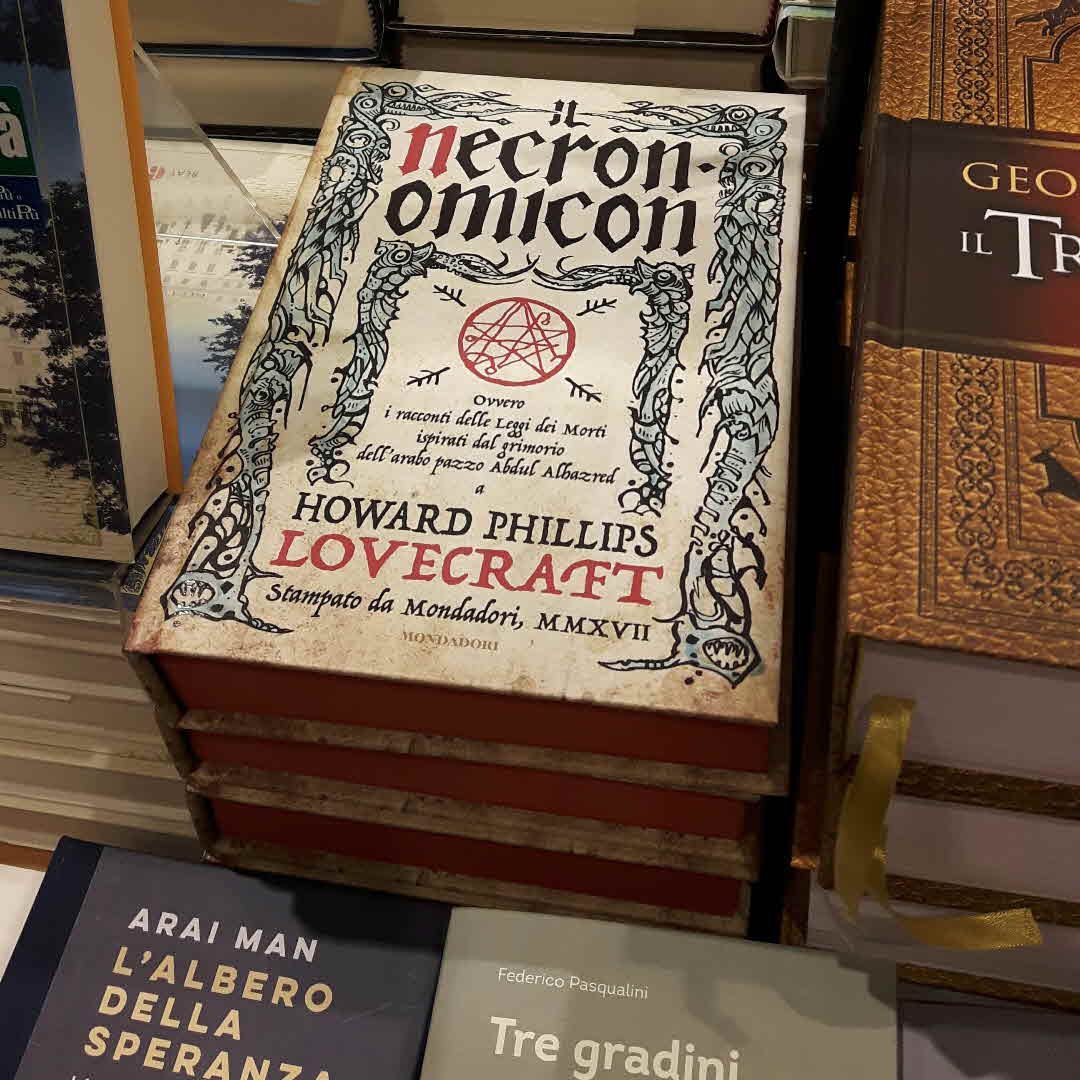 IL
necron-
omicon
Ovvero
i racconti delle Leggi dei Morti
ispirati dal grimorio
dell'arabo pazzo Abdul Alhazred
a
HOWARD PHILLIPS
LOVECRAFT
Stampato da Mondadori, MMXVII
MONDADORI
GEO
IL TR
ARAI MAN
L'ALBERO
DELLA
SPERANZA
Federico Pasqualini
Tre gradini